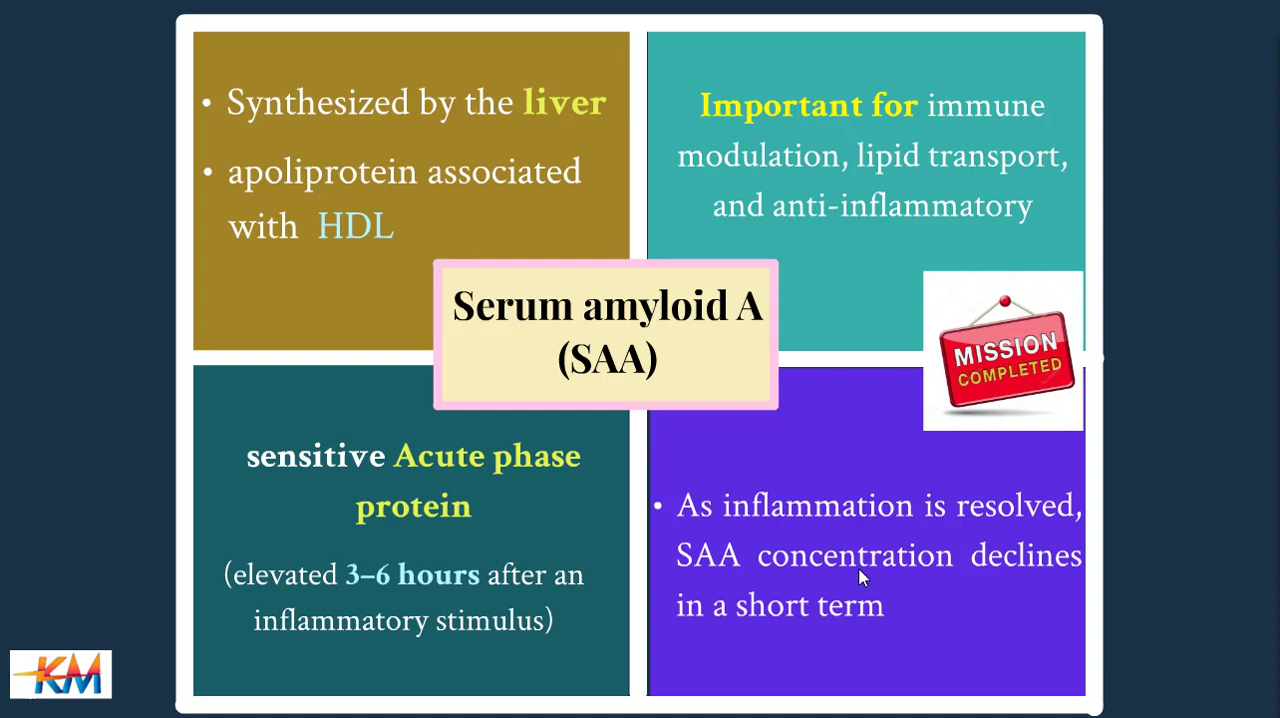 • Synthesized by the liver
• apoliprotein associated
with HDL
Important for immune
modulation, lipid transport,
and anti-inflammatory
Serum amyloid A
(SAA)
MISSION
COMPLETED
sensitive Acute phase
protein
(elevated 3–6 hours after an
inflammatory stimulus)
• As inflammation is resolved,
SAA concentration declines
in a short term
KM